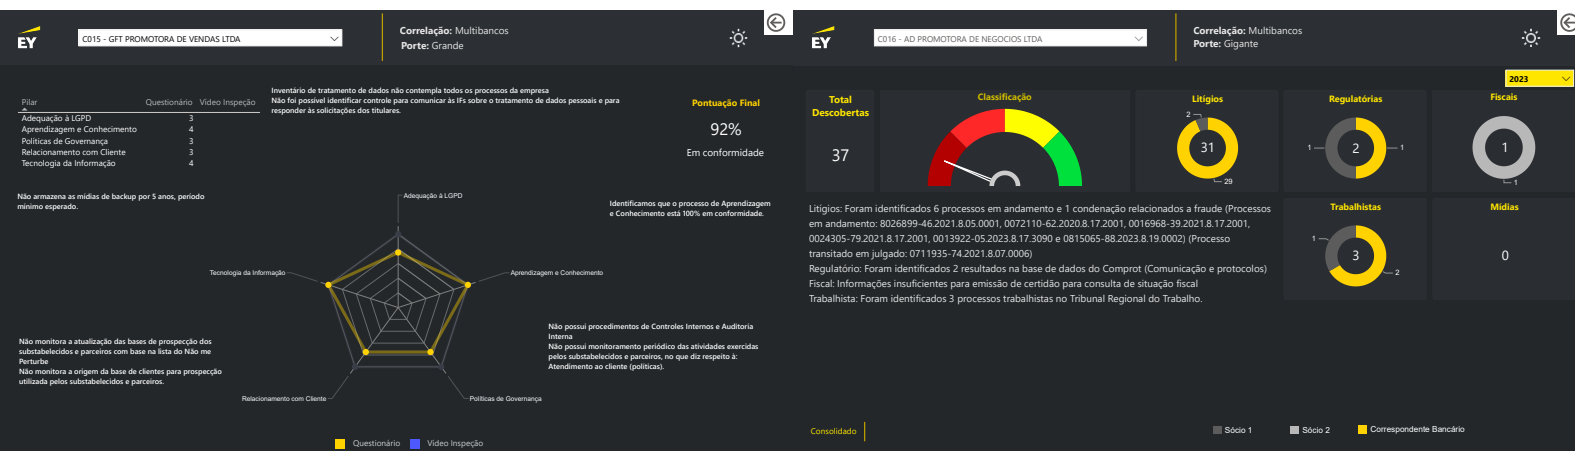 EY
C015 - GFT PROMOTORA DE VENDAS LTDA
Correlação: Multibancos
Porte: Grande
Pilar Questionário Vídeo Inspeção
Adequação à LGPD 3
Aprendizagem e Conhecimento 4
Políticas de Governança 3
Relacionamento com Cliente 3
Tecnologia da Informação 4
Inventário de tratamento de dados não contempla todos os processos da empresa
Não foi possível identificar controle para comunicar às IFs sobre o tratamento de dados pessoais e para
responder às solicitações dos titulares.
Pontuação Final
92%
Em conformidade
Não armazena as mídias de backup por 5 anos, período
mínimo esperado.
Adequação à LGPD
Identificamos que o processo de Aprendizagem
e Conhecimento está 100% em conformidade.
Tecnologia da Informação
Aprendizagem e Conhecimento
Não monitora a atualização das bases de prospecção dos
substabelecidos e parceiros com base na lista do Não me
Perturbe
Não monitora a origem da base de clientes para prospecção
utilizada pelos substabelecidos e parceiros.
Não possui procedimentos de Controles Internos e Auditoria
Interna
Não possui monitoramento periódico das atividades exercidas
pelos substabelecidos e parceiros, no que diz respeito à:
Atendimento ao cliente (políticas).
Relacionamento com Cliente
Políticas de Governança
Questionário Vídeo Inspeção
EY
C016 - AD PROMOTORA DE NEGOCIOS LTDA
Correlação: Multibancos
Porte: Gigante
2023
Total
Descobertas
37
Classificação
Litígios
2
31
29
Regulatórias
1
2
1
Fiscais
1
1
Litígios: Foram identificados 6 processos em andamento e 1 condenação relacionados a fraude (Processos
em andamento: 8026899-46.2021.8.05.0001, 0072110-62.2020.8.17.2001, 0016968-39.2021.8.17.2001,
0024305-79.2021.8.17.2001, 0013922-05.2023.8.17.3090 e 0815065-88.2023.8.19.0002) (Processo
transitado em julgado: 0711935-74.2021.8.07.0006)
Regulatório: Foram identificados 2 resultados na base de dados do Comprot (Comunicação e protocolos)
Fiscal: Informações insuficientes para emissão de certidão para consulta de situação fiscal
Trabalhista: Foram identificados 3 processos trabalhistas no Tribunal Regional do Trabalho.
Trabalhistas
1
3
2
Mídias
0
Consolidado
Sócio 1 Sócio 2 Correspondente Bancário